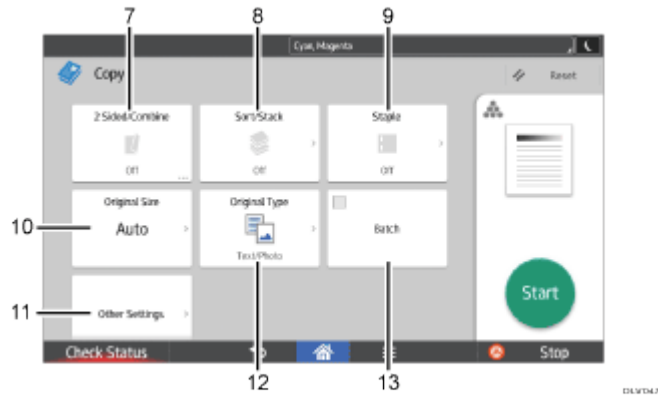 7 8 9
Cyan, Magenta
Copy
Reset
2 Sided/Combine
Off
Sort/Stack
Off
Staple
Off
10
Original Size
Auto
Original Type
Text/Photo
Batch
11
Other Settings
Start
Check Status
Stop
12 13